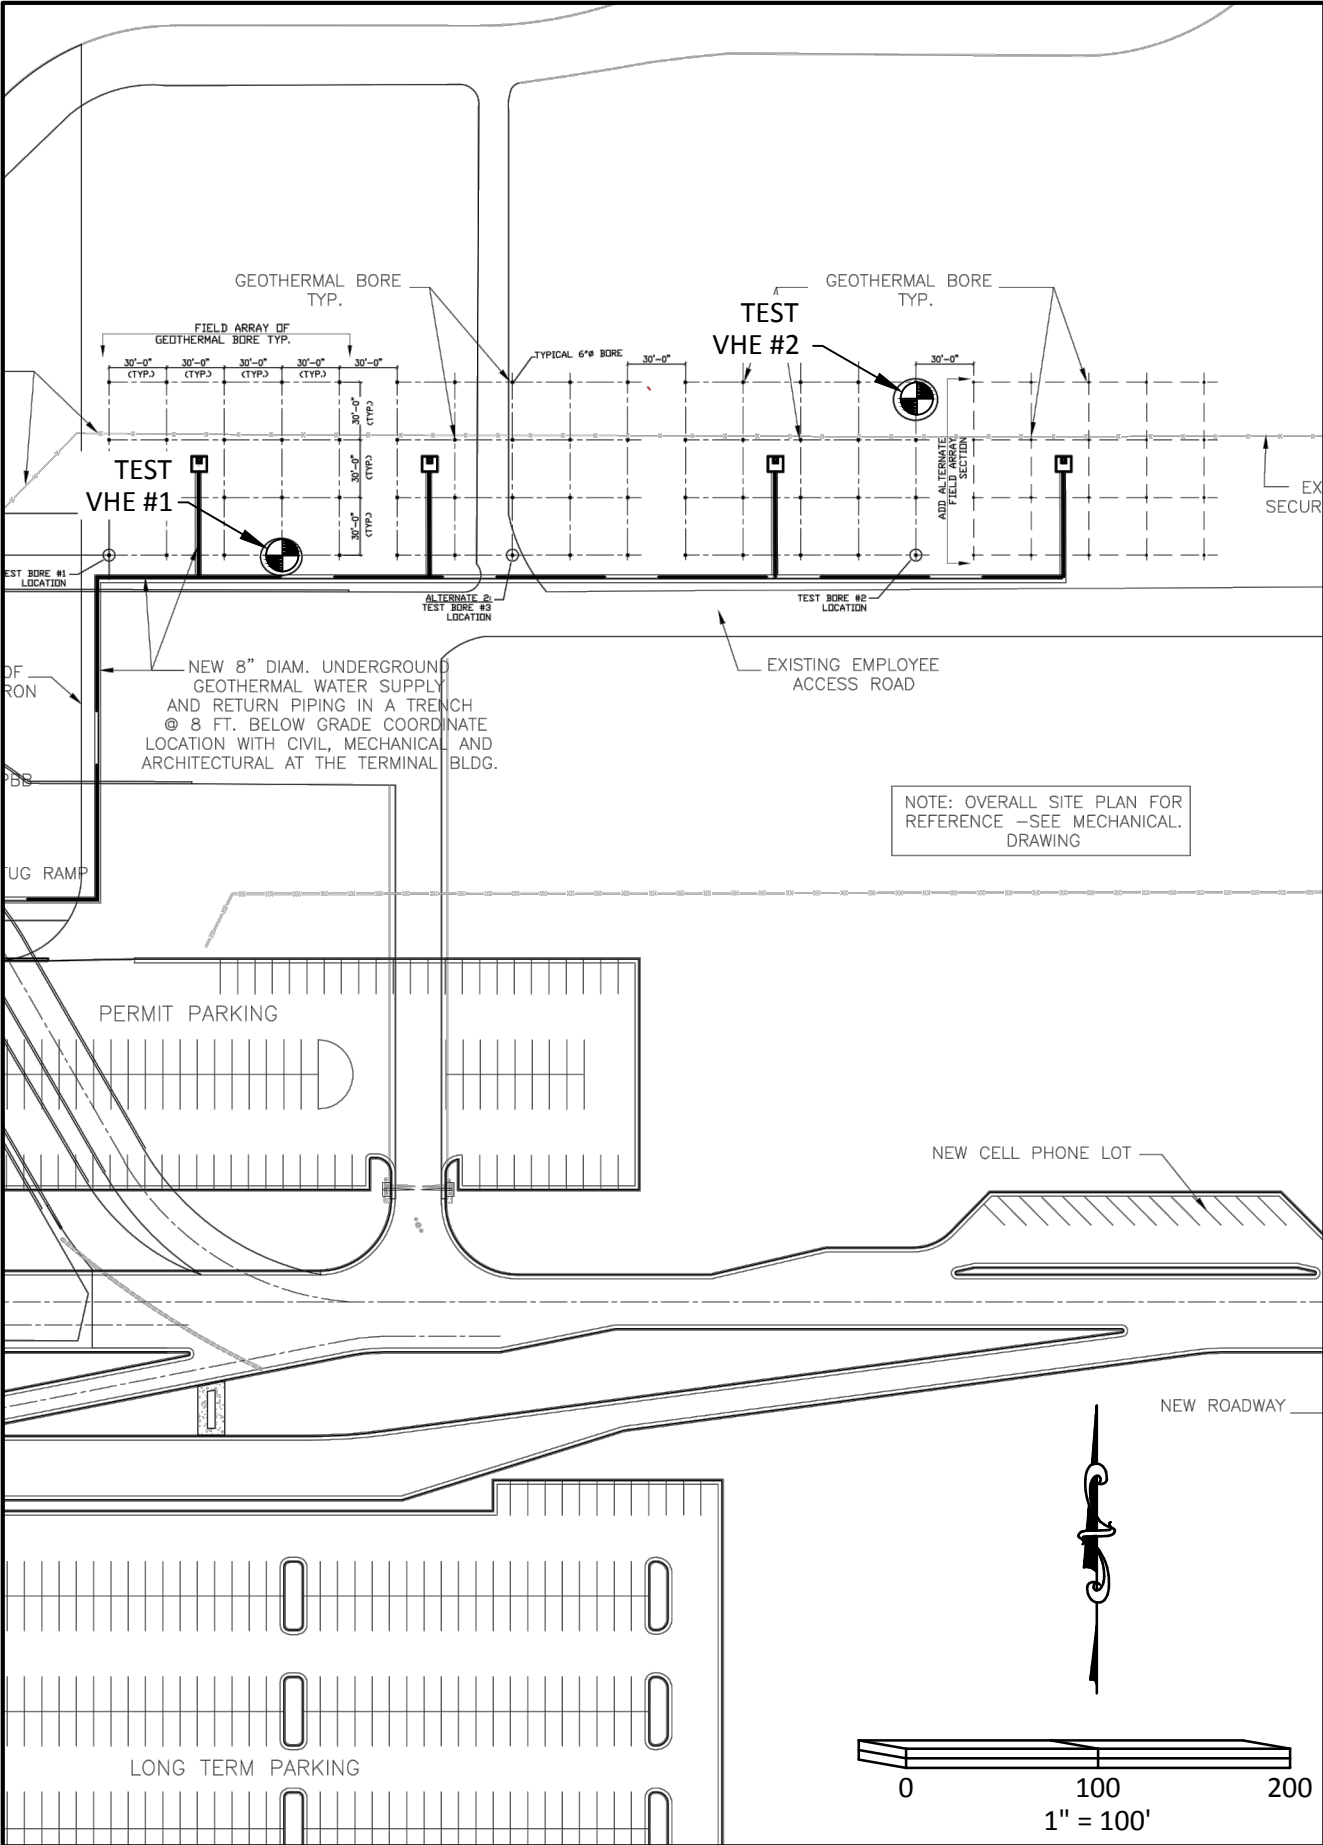 GEOTHERMAL BORE
TYP.
GEOTHERMAL BORE
TYP.
TEST
VHE #2
FIELD ARRAY OF
GEOTHERMAL BORE TYP.
30'-0"
(TYP.)
30'-0"
(TYP.)
30'-0"
(TYP.)
30'-0"
(TYP.)
30'-0"
TYPICAL 6"Ø BORE
30'-0"
30'-0"
30'-0"
(TYP.)
30'-0"
(TYP.)
30'-0"
(TYP.)
ADD ALTERNATE
FIELD ARRAY
SECTION
TEST
VHE #1
EX
SECUR
EST BORE #1
LOCATION
ALTERNATE 2:
TEST BORE #3
LOCATION
TEST BORE #2
LOCATION
OF
RON
NEW 8" DIAM. UNDERGROUND
GEOTHERMAL WATER SUPPLY
AND RETURN PIPING IN A TRENCH
@ 8 FT. BELOW GRADE COORDINATE
LOCATION WITH CIVIL, MECHANICAL AND
ARCHITECTURAL AT THE TERMINAL BLDG.
EXISTING EMPLOYEE
ACCESS ROAD
PBB
NOTE: OVERALL SITE PLAN FOR
REFERENCE –SEE MECHANICAL.
DRAWING
TUG RAMP
PERMIT PARKING
NEW CELL PHONE LOT
NEW ROADWAY
LONG TERM PARKING
0 100 200
1" = 100'